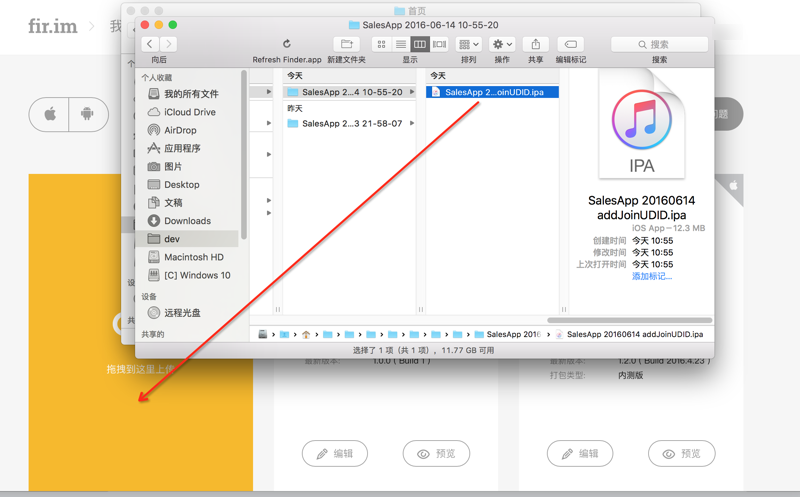 fir.im
我
首页
SalesApp 2016-06-14 10-55-20
向后
Refresh Finder.app
新建文件夹
显示
排列
操作
共享
编辑标记
搜索
搜索
个人收藏
我的所有文件
iCloud Drive
AirDrop
应用程序
图片
Desktop
文稿
Downloads
dev
Macintosh HD
[C] Windows 10
设备
远程光盘
共享的
今天
SalesApp 2...4 10-55-20
昨天
SalesApp 2...3 21-58-07
今天
SalesApp 2...oinUDID.ipa
IPA
SalesApp 20160614
addJoinUDID.ipa
iOS App – 12.3 MB
创建时间 今天 10:55
修改时间 今天 10:55
上次打开时间 今天 10:55
添加标记...
SalesApp 2016
SalesApp 20160614 addJoinUDID.ipa
选择了 1 项（共 1 项），11.77 GB 可用
问题
拖拽到这里上传
最新版本: 1.0.0 ( Build 1 )
最新版本: 1.2.0 ( Build 2016.4.23 )
打包类型: 内测版
编辑
预览
编辑
预览